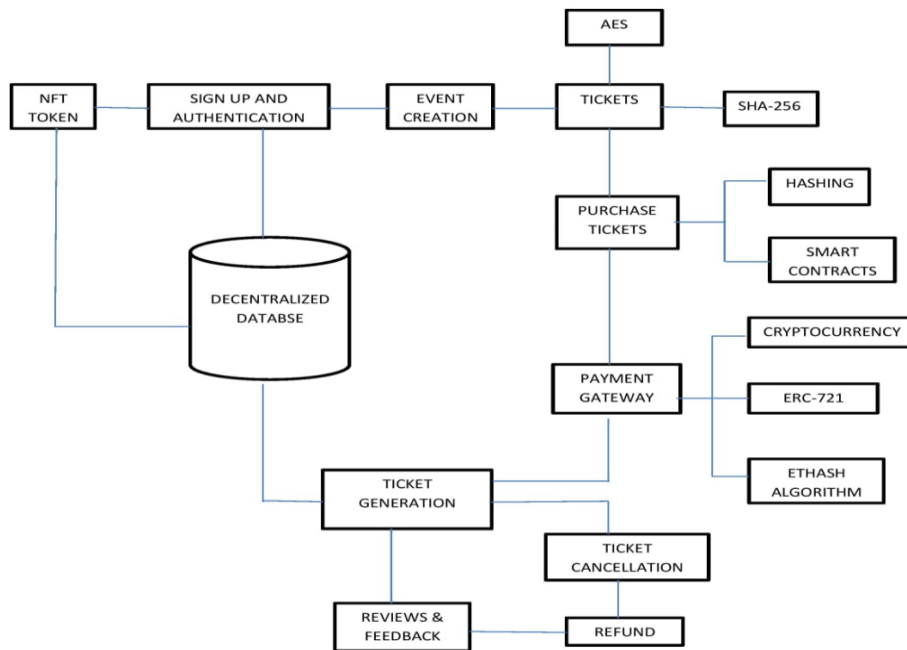 AES
NFT
TOKEN
SIGN UP AND
AUTHENTICATION
EVENT
CREATION
TICKETS
SHA-256
PURCHASE
TICKETS
HASHING
SMART
CONTRACTS
DECENTRALIZED
DATABSE
CRYPTOCURRENCY
PAYMENT
GATEWAY
ERC-721
ETHASH
ALGORITHM
TICKET
GENERATION
TICKET
CANCELLATION
REVIEWS &
FEEDBACK
REFUND